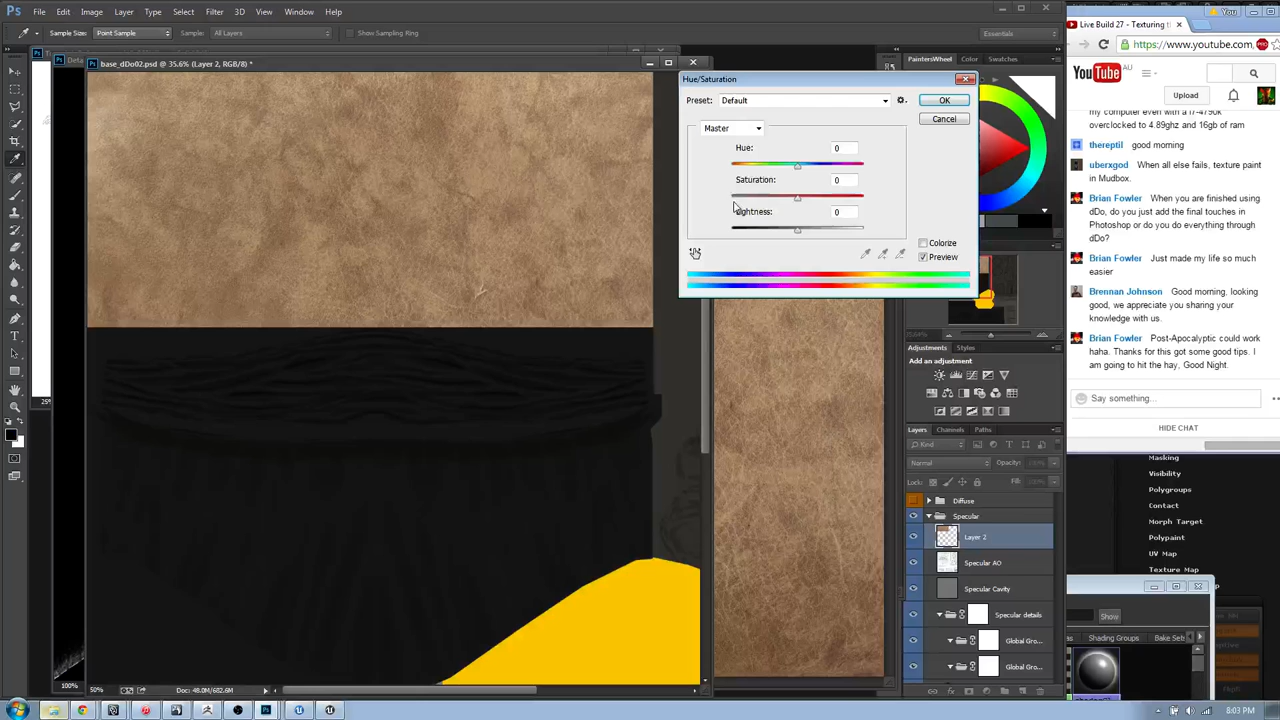 Ps File Edit Image Layer Type Select Filter 3D View Window Help
Sample Size: Point Sample Sample: All Layers Show Sampling Ring Essentials
base_dDo620.psd @ 33.6% (Layer 2, RGB/8) *
50% Doc: 48.0M/2.6M
100%
Hue/Saturation
Preset: Default OK
Cancel
Master
Hue: 0
Saturation: 0
Lightness: 0
Colorize
Preview
PaintersWheel Color Swatches
Adjustments Styles
Add an adjustment
Layers Channels Paths
Kind
Normal Opacity:
Lock: Fill:
Diffuse
Specular
Layer 2
Specular AO
Specular Cavity
Specular details
Global Gro...
Global Gro...
You
Live Build 27 - Texturing t
https://www.youtube.com
YouTube AU
Upload
my computer even with a i7-4790k
overclocked to 4.89ghz and 16gb of ram
thereptil good morning
uberxgod When all else fails, texture paint
in Mudbox.
Brian Fowler When you are finished using
dDo, do you just add the final touches in
Photoshop or do you do everything through
dDo?
Brian Fowler Just made my life so much
easier
Brennan Johnson Good morning, looking
good, we appreciate you sharing your
knowledge with us.
Brian Fowler Post-Apocalyptic could work
haha. Thanks for this got some good tips. I
am going to hit the hay, Good Night.
Say something...
HIDE CHAT
Masking
Visibility
Polygroups
Contact
Morph Target
Polypaint
UV Map
Texture Map
Show
Shading Groups Bake Sets
8:03 PM